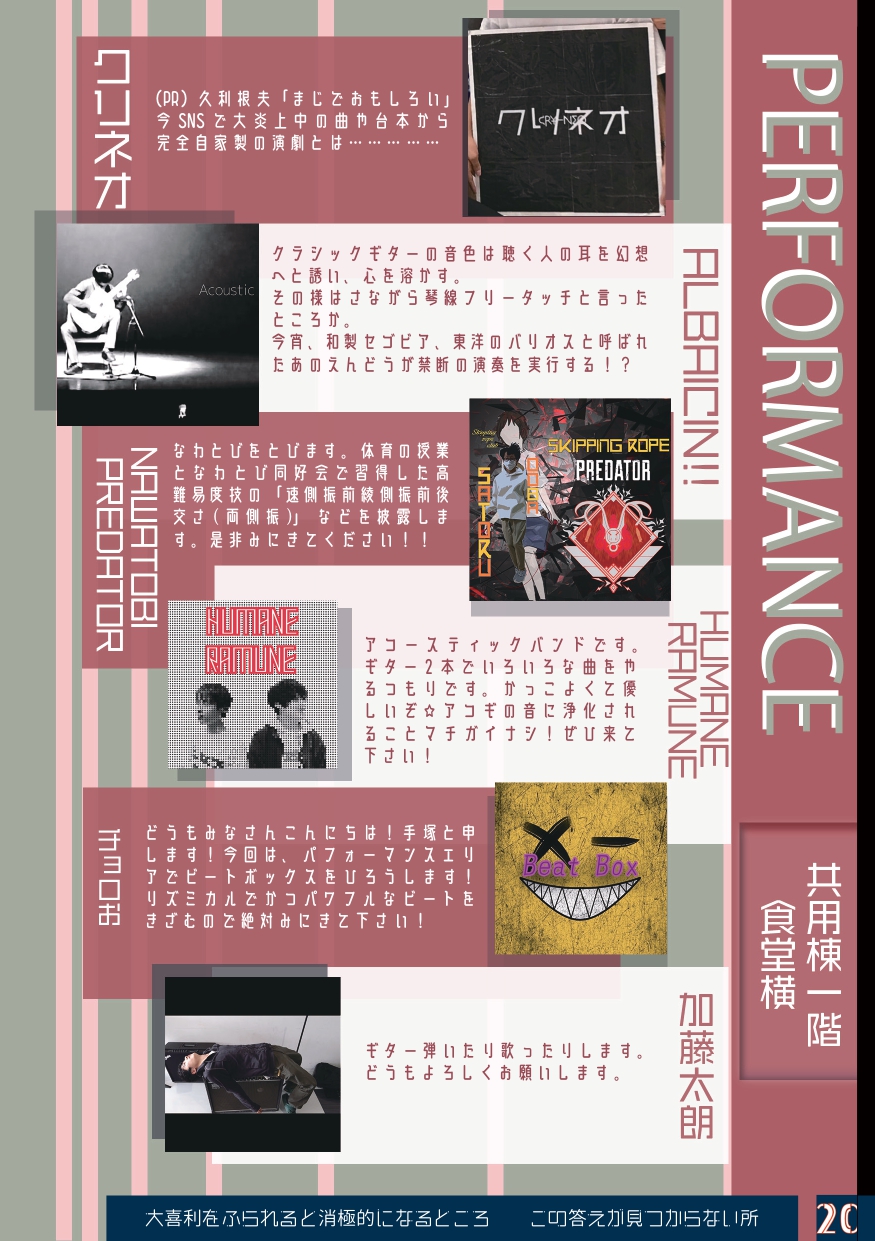 PERFORMANCE
共用棟一階
食堂横
クリネオ
(PR) 久利根夫「まじでおもしろい」
今SNSで大炎上中の曲や台本から
完全自家製の演劇とは……………
クリネオ
CRY-NEO
ALBAICIN!!
クラシックギターの音色は聴く人の耳を幻想
へと誘い、心を溶かす。
その様はさながら琴線フリータッチと言った
ところか。
今宵、和製セゴビア、東洋のバリオスと呼ばれ
たあのえんどうが禁断の演奏を実行する！？
Acoustic
NAWATOBI
PREDATOR
なわとびをとびます。体育の授業
となわとび同好会で習得した高
難易度技の「速側振前綾側振前後
交さ(両側振)」などを披露しま
す。是非みにきてください！！
Skipping
rope
club
SKIPPING ROPE
PREDATOR
SATORU
HUMANE
RAMUNE
アコースティックバンドです。
ギター2本でいろいろな曲をや
るつもりです。かっこよくて優
しいぞ☆アコギの音に浄化され
ることマチガイナシ！ぜひ来て
下さい！
HUMANE
RAMUNE
どうもみなさんこんにちは！手塚と申
します！今回は、パフォーマンスエリ
アでビートボックスをひろうします！
リズミカルでかつパワフルなビートを
きざむので絶対みにきて下さい！
Beat Box
加藤太朗
ギター弾いたり歌ったりします。
どうもよろしくお願いします。
大喜利をふられると消極的になるところ　この答えが見つからない所
20